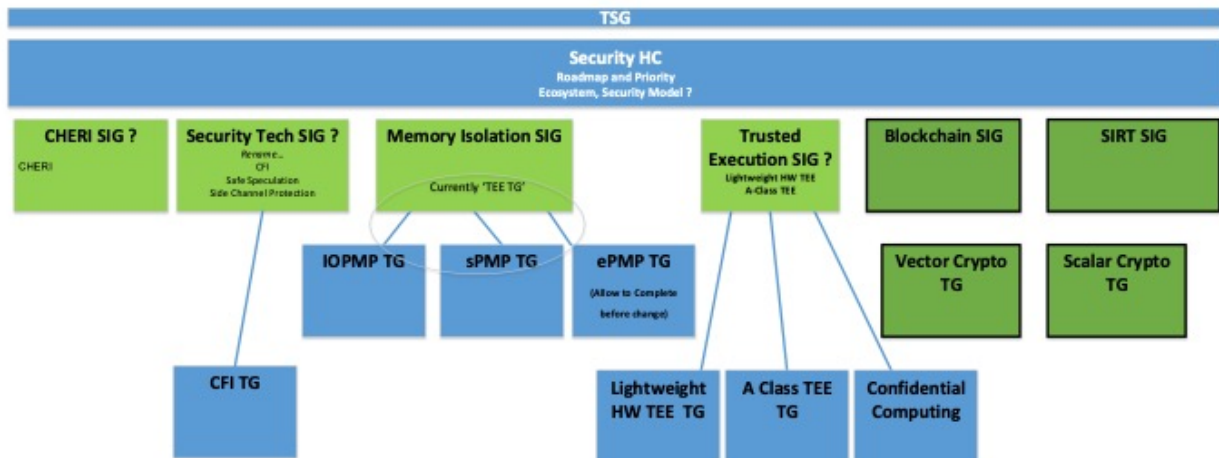 TSG
Security HC
Roadmap and Priority
Ecosystem, Security Model ?
CHERI SIG ?
CHERI
Security Tech SIG ?
Rename...
CFI
Safe Speculation
Side Channel Protection
Memory Isolation SIG
Currently 'TEE TG'
Trusted
Execution SIG ?
Lightweight HW TEE
A-Class TEE
Blockchain SIG
SIRT SIG
IOPMP TG
sPMP TG
ePMP TG
(Allow to Complete
before change)
Vector Crypto
TG
Scalar Crypto
TG
CFI TG
Lightweight
HW TEE TG
A Class TEE
TG
Confidential
Computing